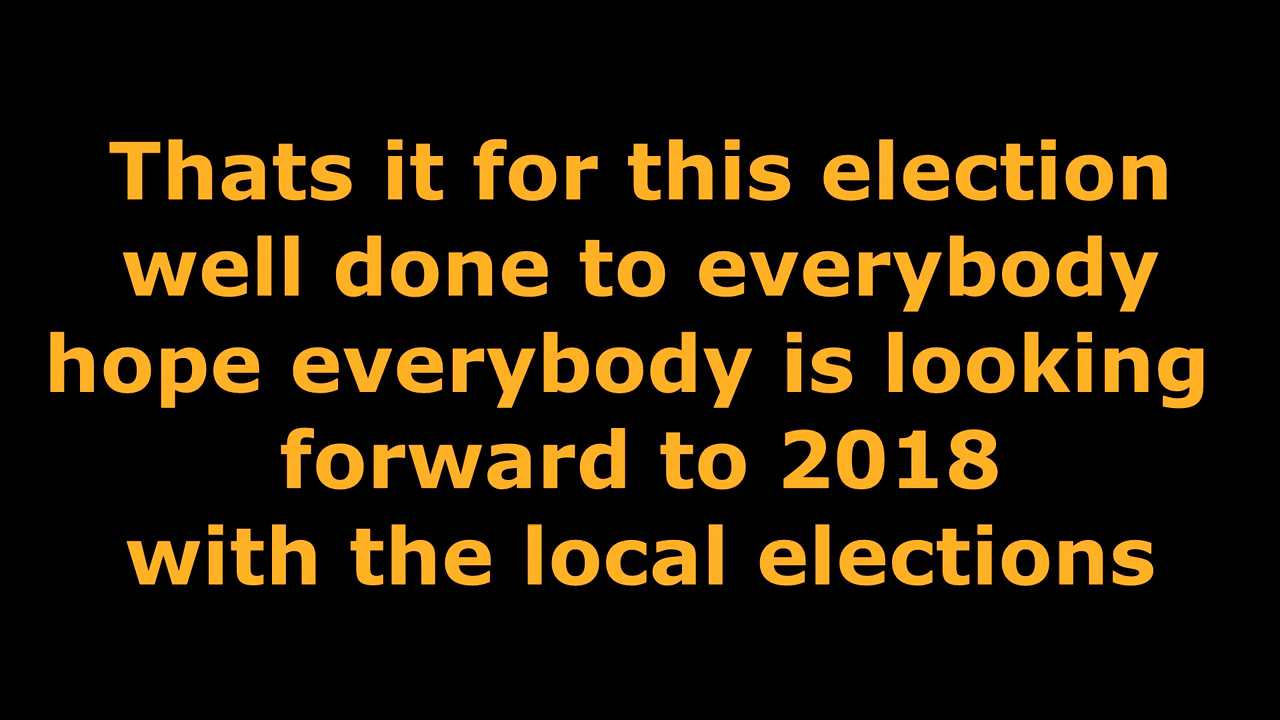 Thats it for this election
well done to everybody
hope everybody is looking
forward to 2018
with the local elections